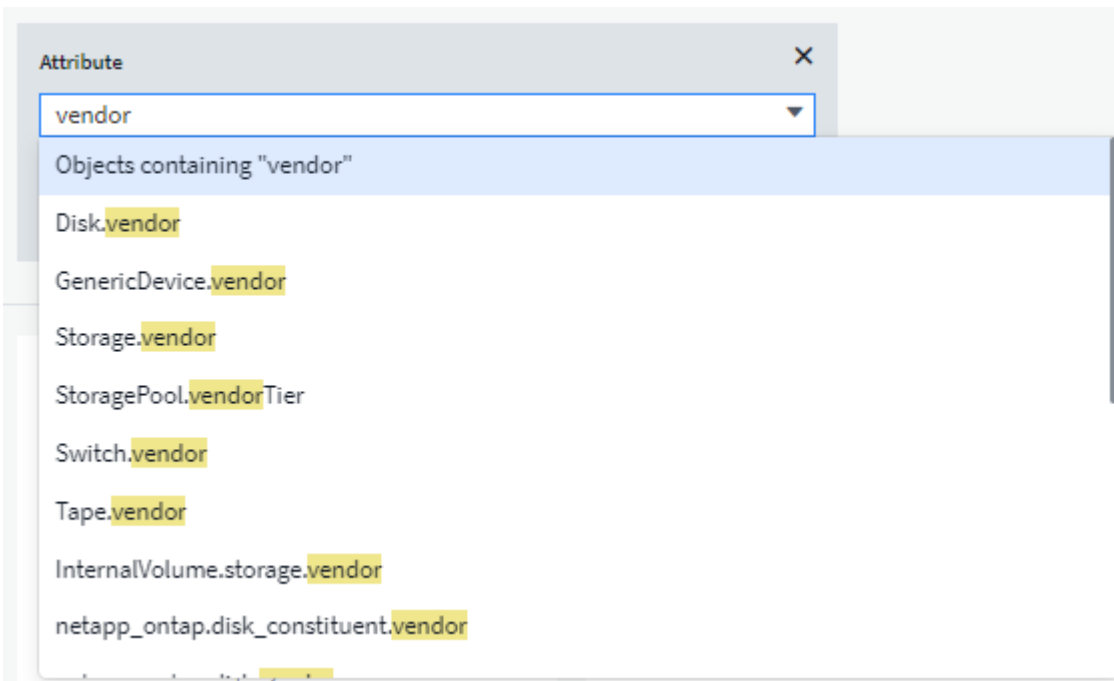 Attribute
vendor
Objects containing "vendor"
Disk.vendor
GenericDevice.vendor
Storage.vendor
StoragePool.vendorTier
Switch.vendor
Tape.vendor
InternalVolume.storage.vendor
netapp_ontap.disk_constituent.vendor